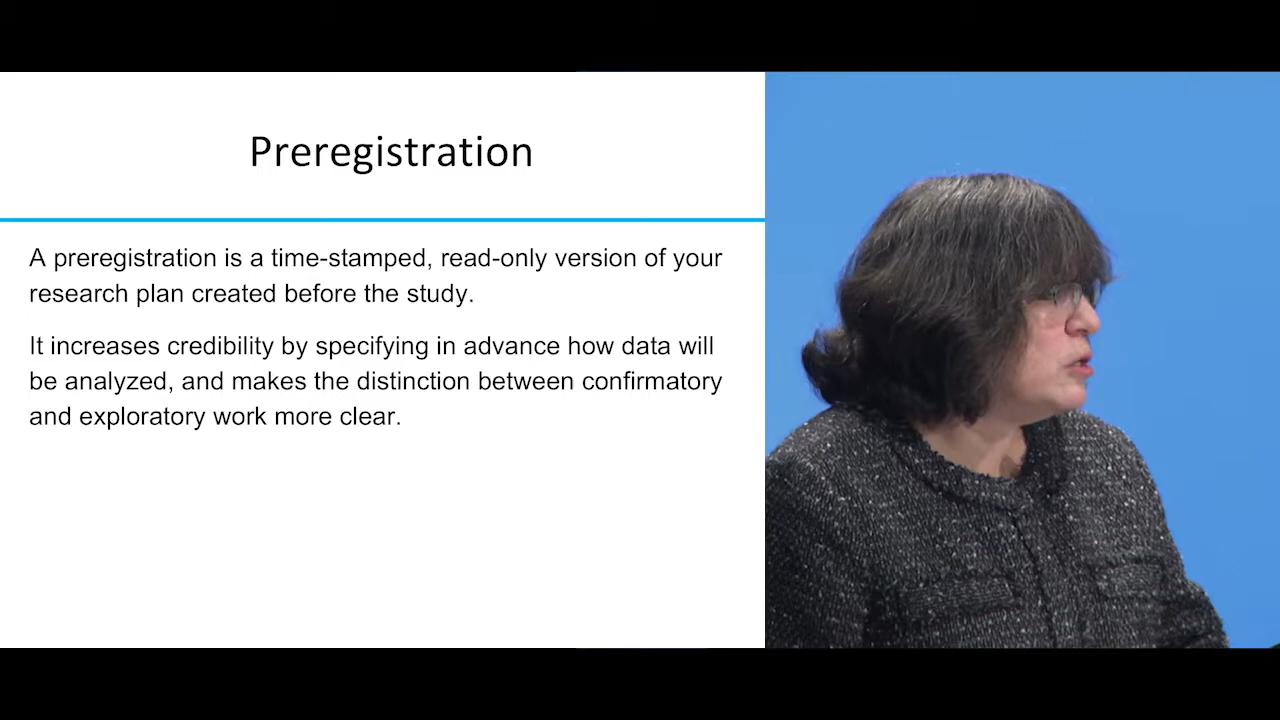 Preregistration
A preregistration is a time-stamped, read-only version of your
research plan created before the study.
It increases credibility by specifying in advance how data will
be analyzed, and makes the distinction between confirmatory
and exploratory work more clear.